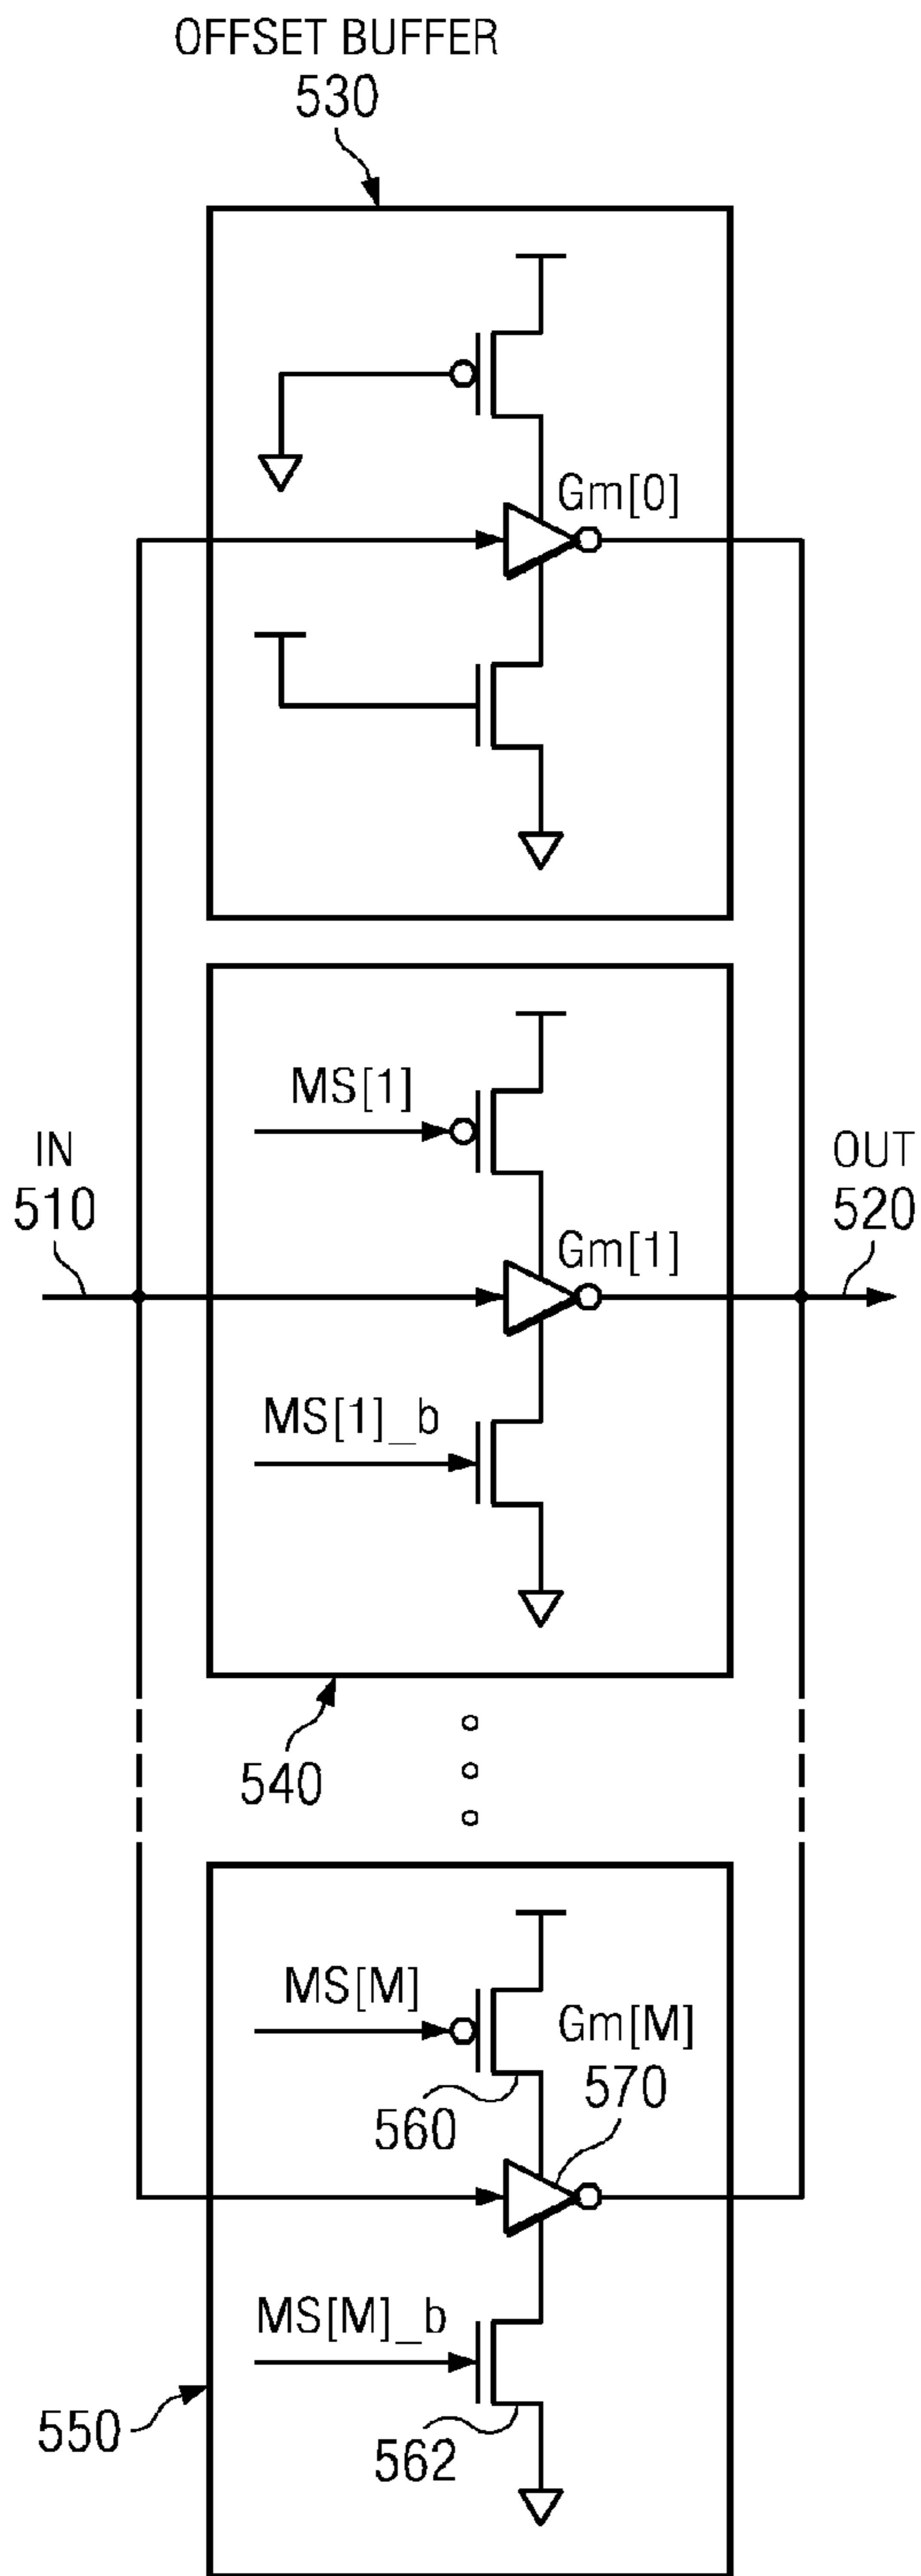 OFFSET BUFFER
530
Gm[0]
MS[1]
IN
510
OUT
520
Gm[1]
MS[1]_b
540
MS[M]
Gm[M]
570
560
MS[M]_b
550
562